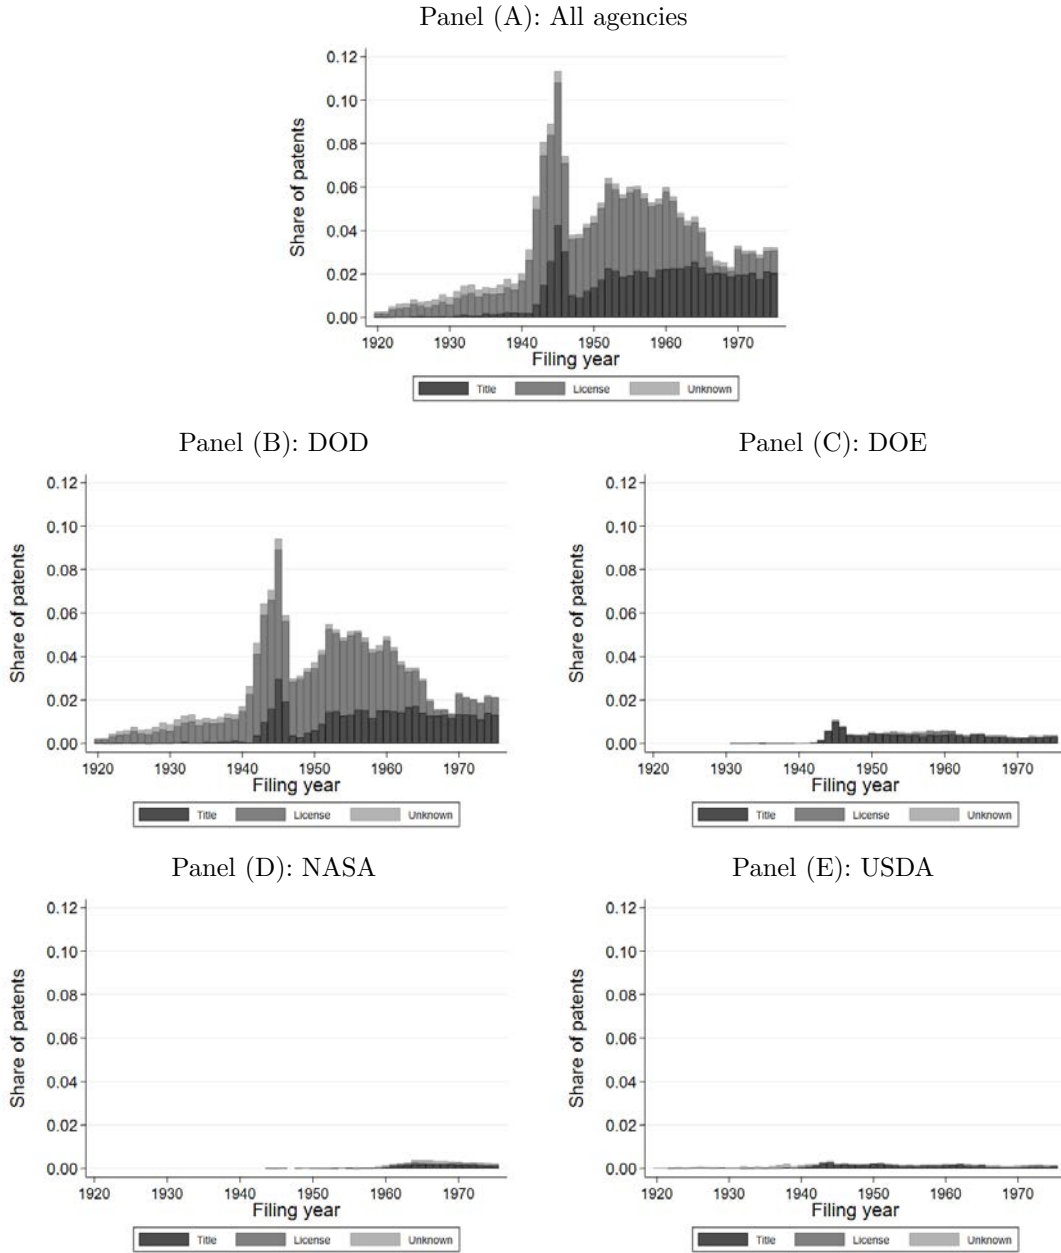 Panel (A): All agencies
0.12
0.10
0.08
0.06
0.04
0.02
0.00
Share of patents
1920 1930 1940 1950 1960 1970
Filing year
Title License Unknown
Panel (B): DOD
0.12
0.10
0.08
0.06
0.04
0.02
0.00
Share of patents
1920 1930 1940 1950 1960 1970
Filing year
Title License Unknown
Panel (C): DOE
0.12
0.10
0.08
0.06
0.04
0.02
0.00
Share of patents
1920 1930 1940 1950 1960 1970
Filing year
Title License Unknown
Panel (D): NASA
0.12
0.10
0.08
0.06
0.04
0.02
0.00
Share of patents
1920 1930 1940 1950 1960 1970
Filing year
Title License Unknown
Panel (E): USDA
0.12
0.10
0.08
0.06
0.04
0.02
0.00
Share of patents
1920 1930 1940 1950 1960 1970
Filing year
Title License Unknown